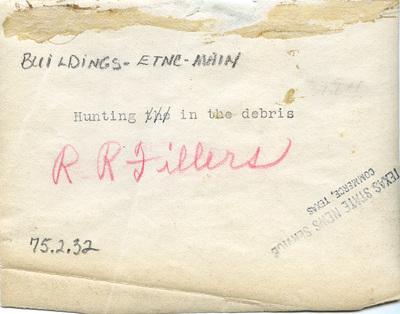 BUILDINGS - ETNC - MAIN
Hunting in the debris
R. R Fillers
TEXAS STATE NEWS SERVICE
COMMERCE, TEXAS
75.2.32